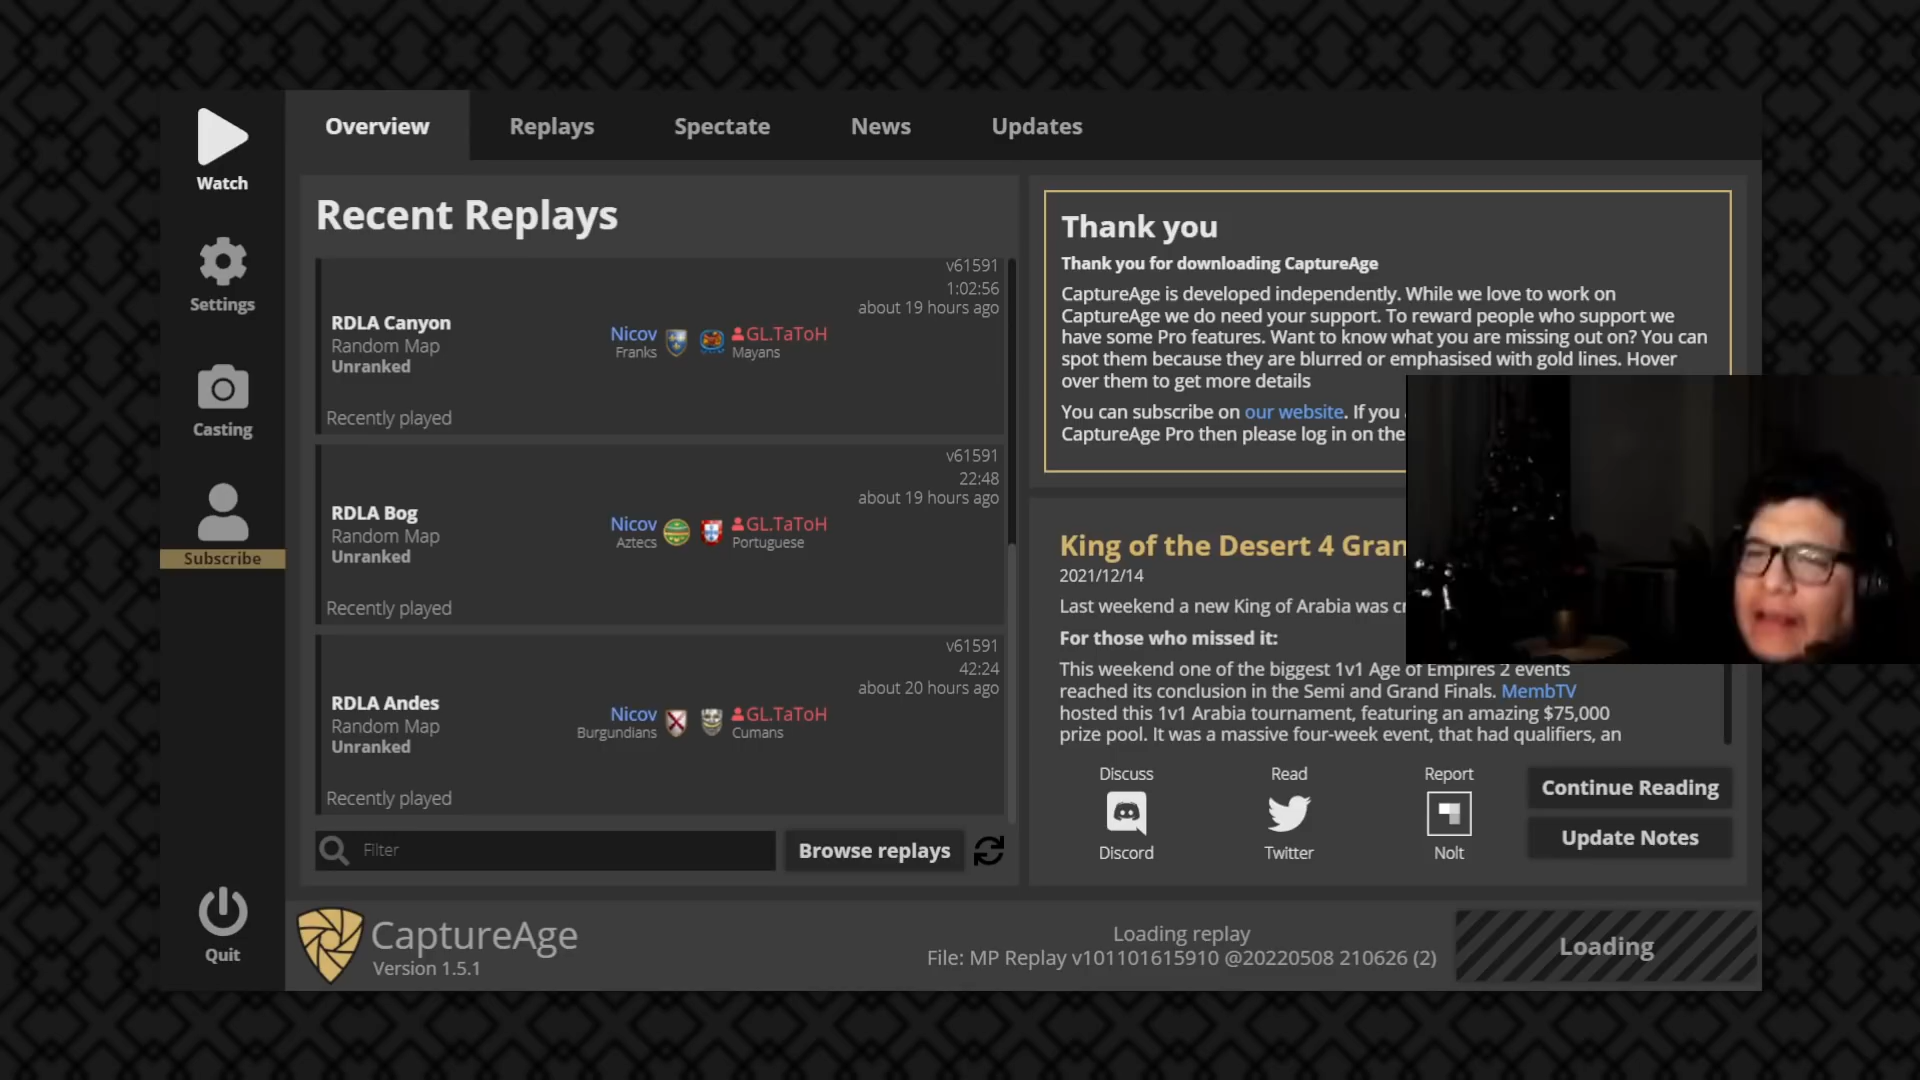 Watch
Settings
Casting
Subscribe
Quit
Overview
Replays
Spectate
News
Updates
Recent Replays
v61591
1:02:56
about 19 hours ago
RDLA Canyon
Random Map
Unranked
Nicov
Franks
GL.TaToH
Mayans
Recently played
v61591
22:48
about 19 hours ago
RDLA Bog
Random Map
Unranked
Nicov
Aztecs
GL.TaToH
Portuguese
Recently played
v61591
42:24
about 20 hours ago
RDLA Andes
Random Map
Unranked
Nicov
Burgundians
GL.TaToH
Cumans
Recently played
Filter
Browse replays
Thank you
Thank you for downloading CaptureAge
CaptureAge is developed independently. While we love to work on
CaptureAge we do need your support. To reward people who support we
have some Pro features. Want to know what you are missing out on? You can
spot them because they are blurred or emphasised with gold lines. Hover
over them to get more details
You can subscribe on our website. If you
CaptureAge Pro then please log in on the
King of the Desert 4 Gran
2021/12/14
Last weekend a new King of Arabia was
For those who missed it:
This weekend one of the biggest 1v1 Age of Empires 2 events
reached its conclusion in the Semi and Grand Finals. MembTV
hosted this 1v1 Arabia tournament, featuring an amazing $75,000
prize pool. It was a massive four-week event, that had qualifiers, an
Discuss
Discord
Read
Twitter
Report
Nolt
Continue Reading
Update Notes
CaptureAge
Version 1.5.1
Loading replay
File: MP Replay v101101615910 @20220508 210626 (2)
Loading